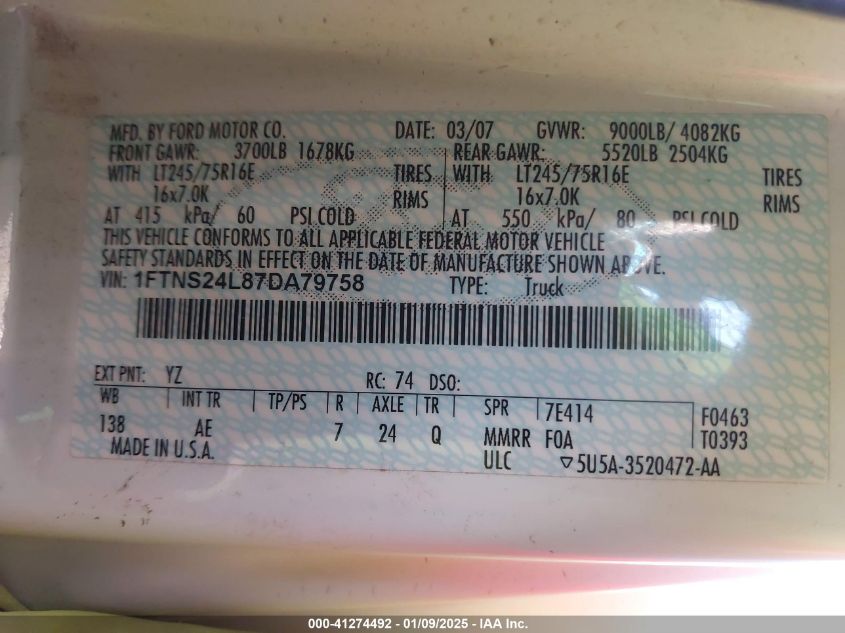 MFD. BY FORD MOTOR CO. DATE: 03/07 GVWR: 9000LB/ 4082KG
FRONT GAWR: 3700LB 1678KG REAR GAWR: 5520LB 2504KG
WITH LT245/75R16E TIRES WITH LT245/75R16E TIRES
16x7.0K RIMS 16x7.0K RIMS
AT 415 kPa/ 60 PSI COLD AT 550 kPa/ 80 PSI COLD
THIS VEHICLE CONFORMS TO ALL APPLICABLE FEDERAL MOTOR VEHICLE
SAFETY STANDARDS IN EFFECT ON THE DATE OF MANUFACTURE SHOWN ABOVE.
VIN: 1FTNS24L87DA79758 TYPE: Truck
EXT PNT: YZ RC: 74 DSO:
WB INT TR TP/PS R AXLE TR SPR 7E414 F0463
138 AE 7 24 Q MMRR F0A T0393
MADE IN U.S.A. ULC ▽5U5A-3520472-AA
000-41274492 - 01/09/2025 - IAA Inc.